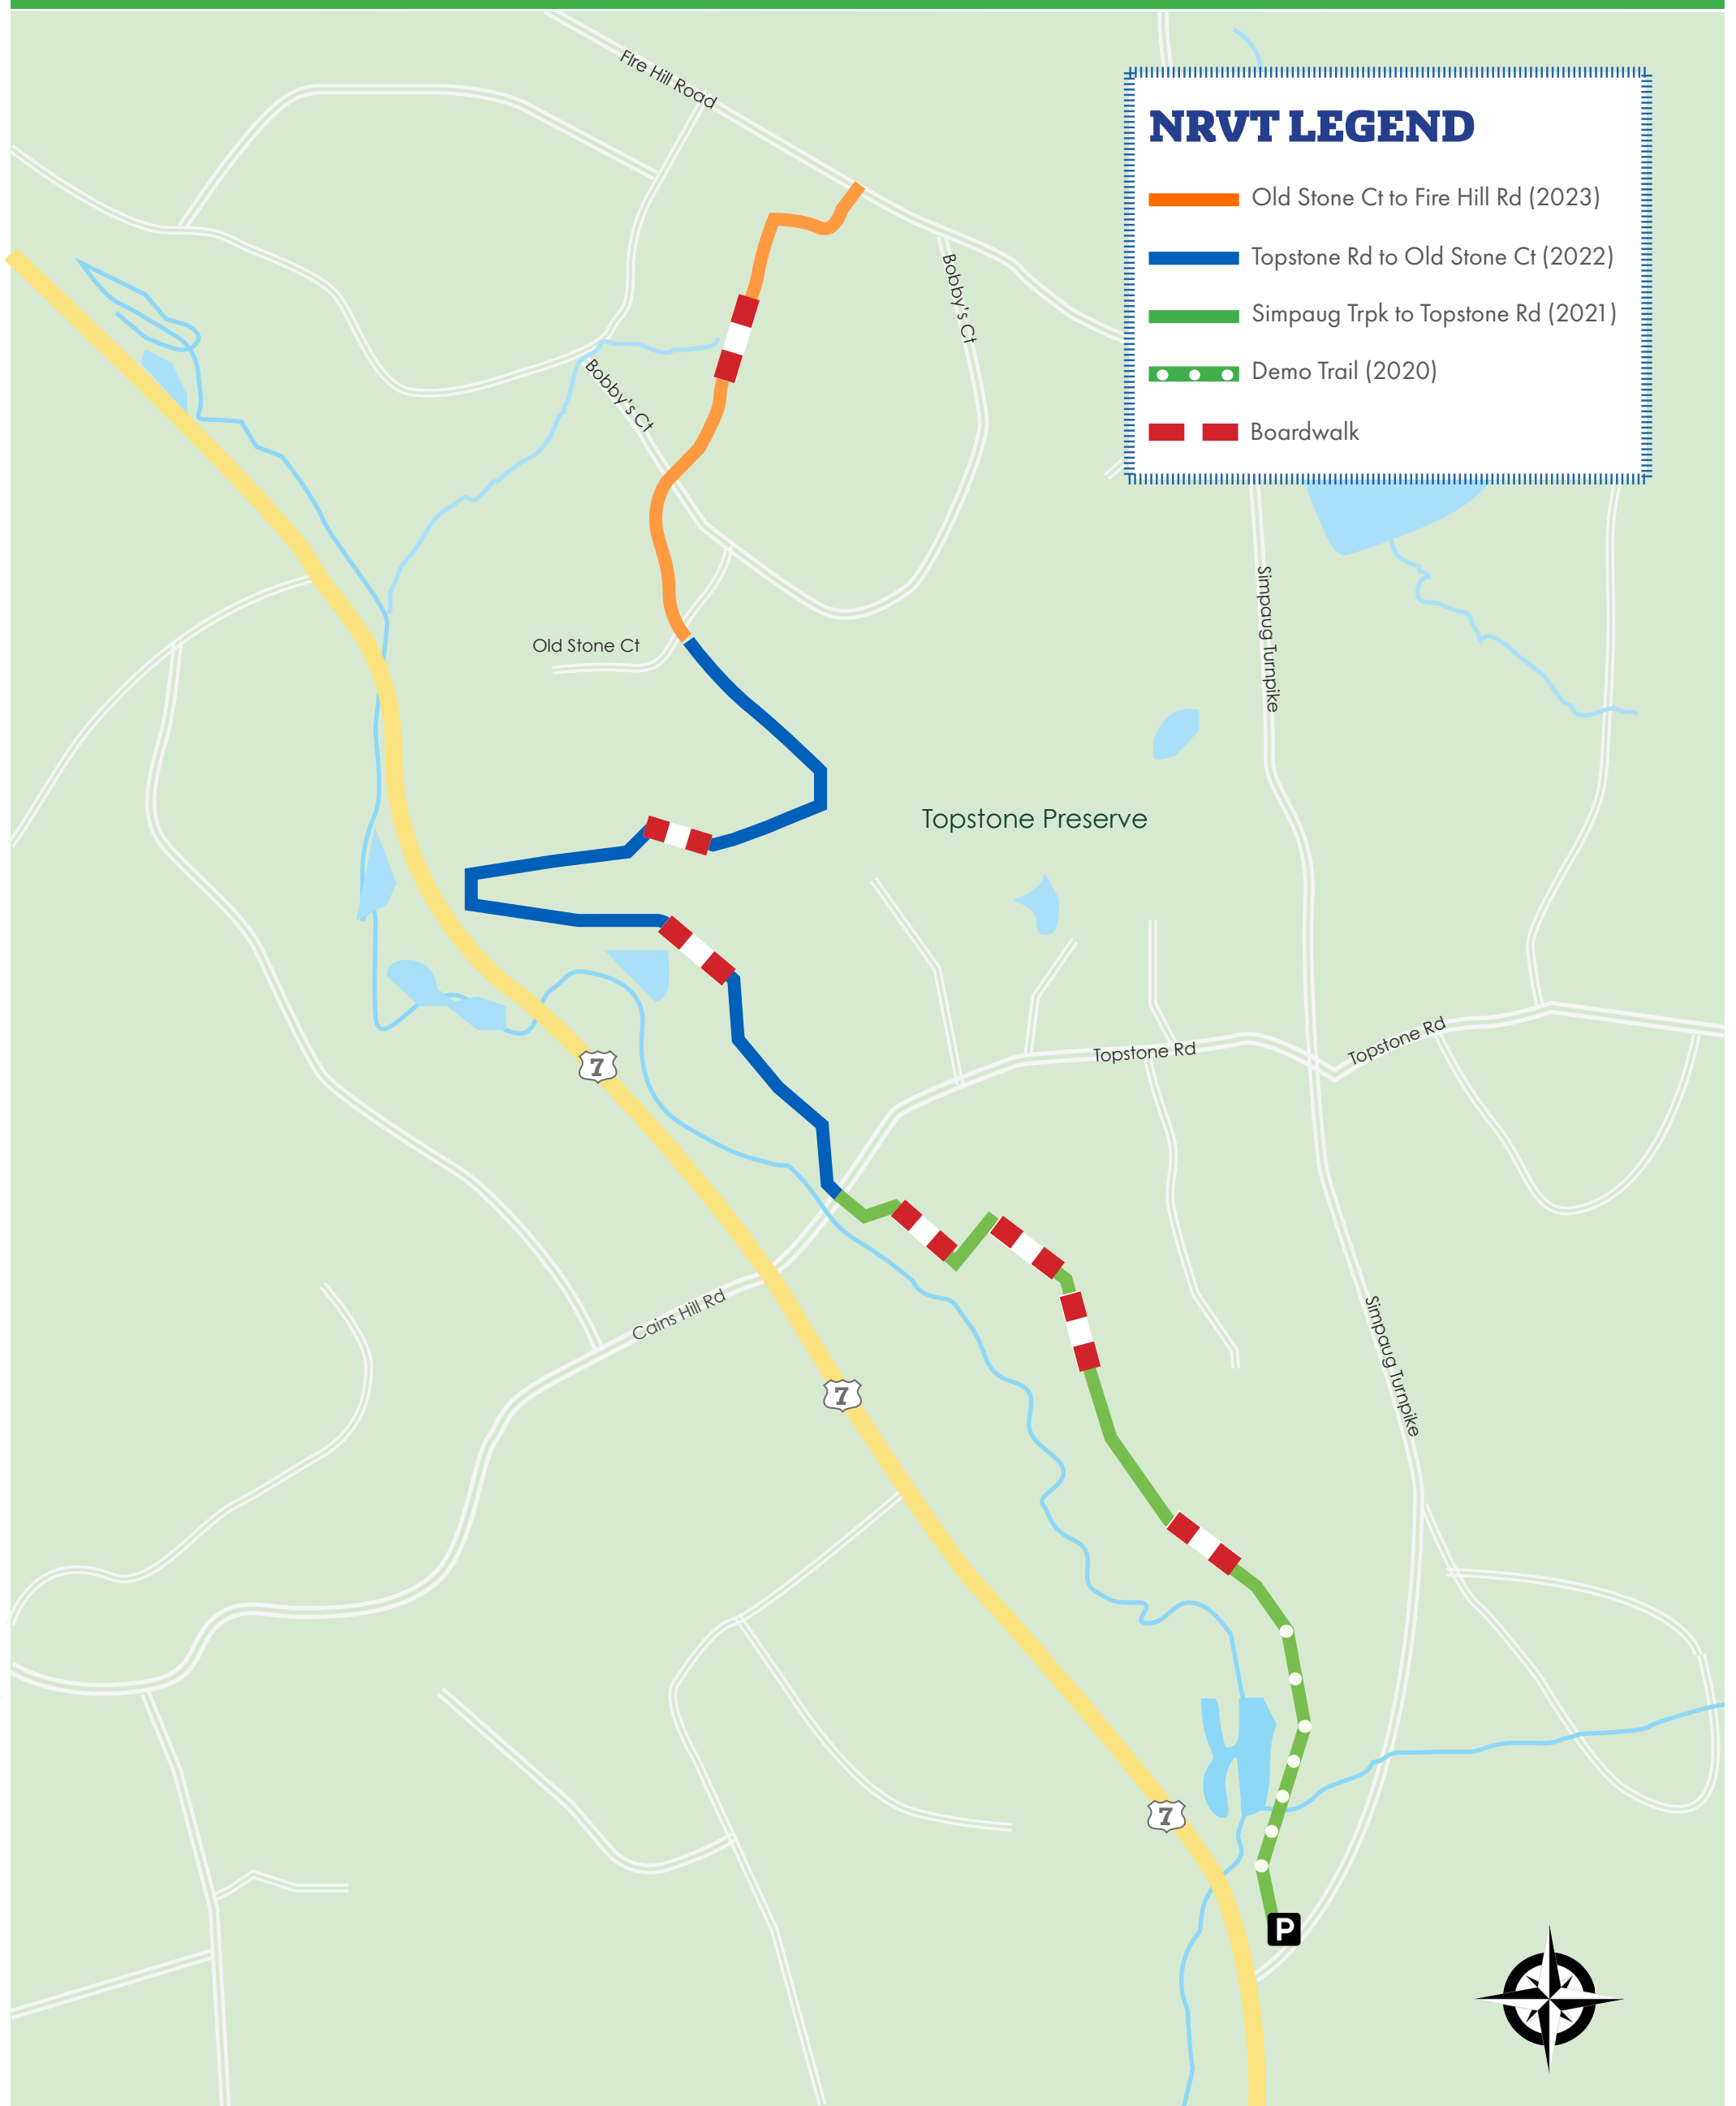 FIre Hill Road
NRVT LEGEND
Old Stone Ct to Fire Hill Rd (2023)
Topstone Rd to Old Stone Ct (2022)
Simpaug Trpk to Topstone Rd (2021)
Demo Trail (2020)
Boardwalk
Bobby's Ct
Bobby's Ct
Old Stone Ct
Simpaug Turnpike
Topstone Preserve
Topstone Rd
Topstone Rd
7
Cains Hill Rd
Simpaug Turnpike
7
7
P